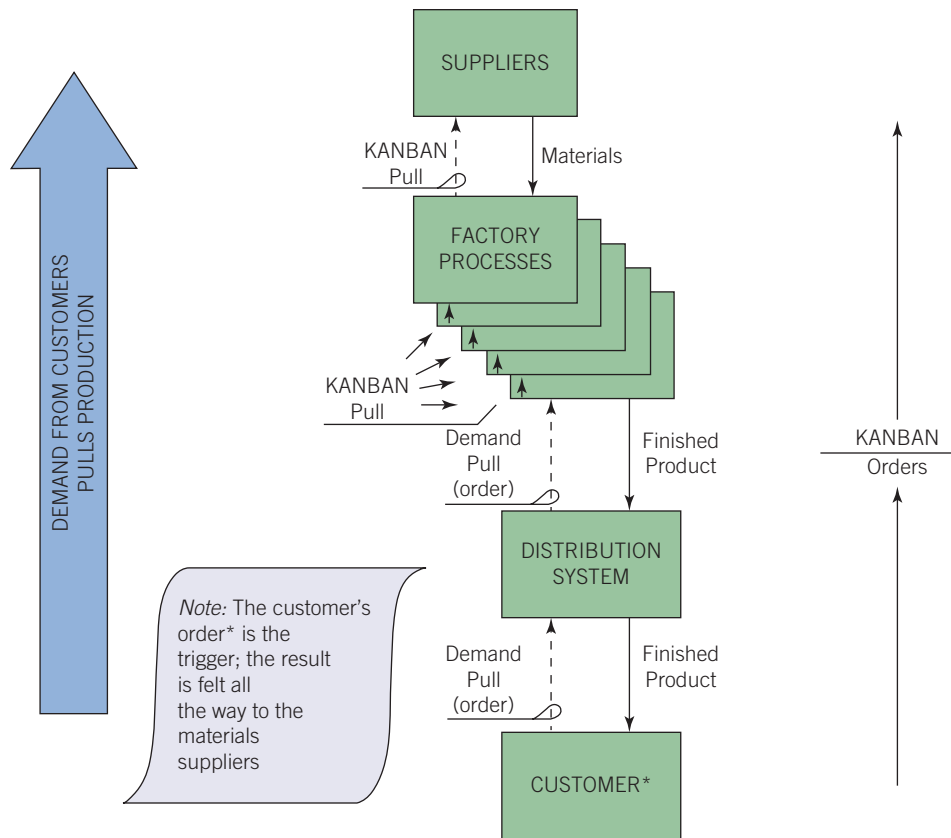 SUPPLIERS
KANBAN
Pull
Materials
FACTORY
PROCESSES
KANBAN
Pull
Demand
Pull
(order)
Finished
Product
DISTRIBUTION
SYSTEM
Demand
Pull
(order)
Finished
Product
CUSTOMER*
DEMAND FROM CUSTOMERS
PULLS PRODUCTION
Note: The customer's
order* is the
trigger; the result
is felt all
the way to the
materials
suppliers
KANBAN
Orders